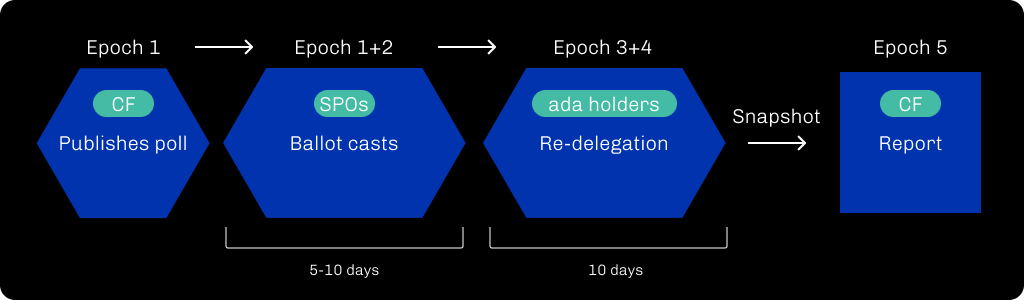 Epoch 1
Epoch 1+2
Epoch 3+4
Epoch 5
CF
Publishes poll
SPOs
Ballot casts
ada holders
Re-delegation
Snapshot
CF
Report
5-10 days
10 days